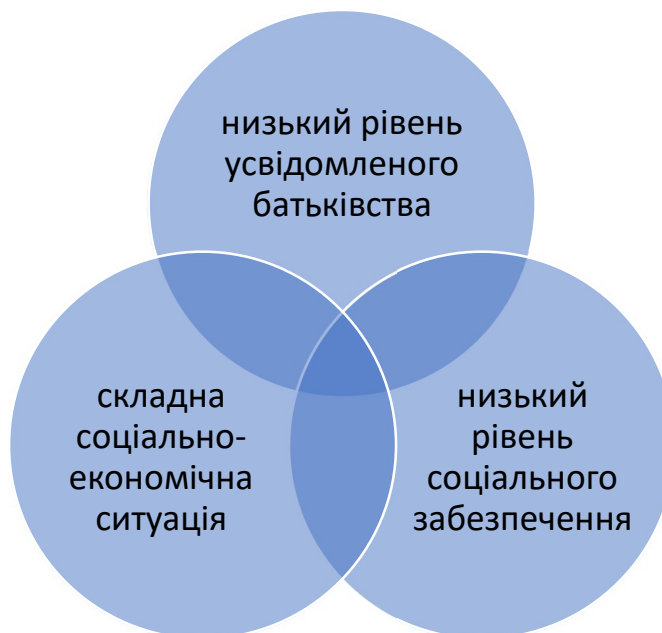 низький рівень
усвідомленого
батьківства
складна
соціально-
економічна
ситуація
низький
рівень
соціального
забезпечення